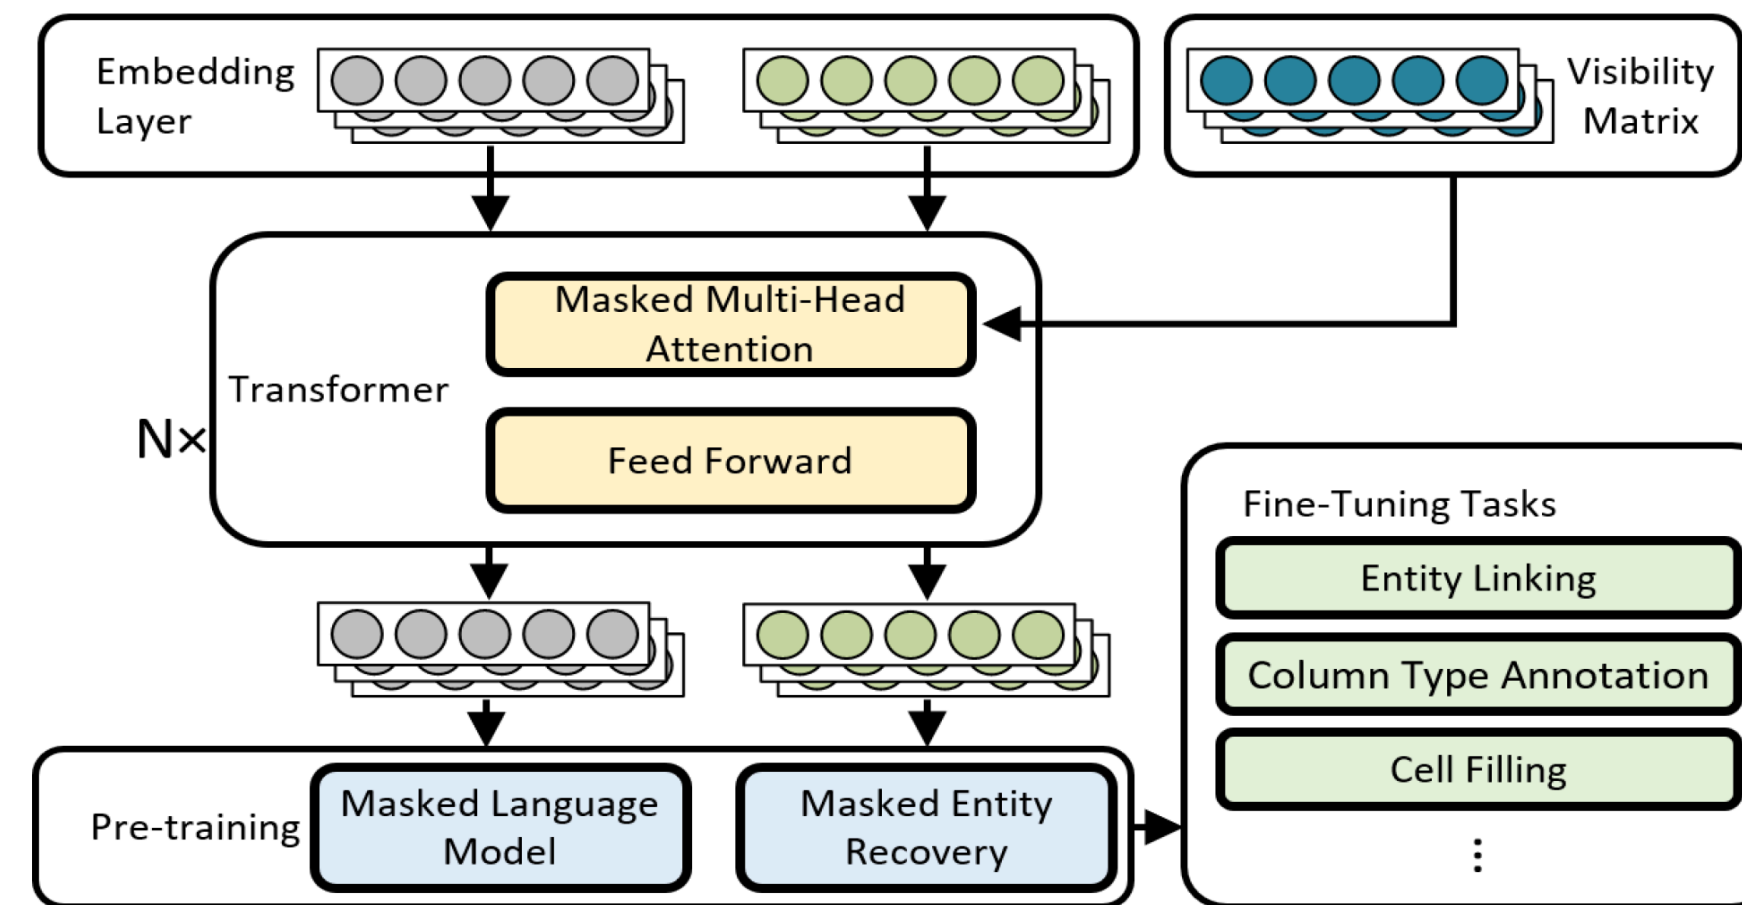 Embedding
Layer
Visibility
Matrix
Masked Multi-Head
Attention
Transformer
N×
Feed Forward
Fine-Tuning Tasks
Entity Linking
Column Type Annotation
Cell Filling
⋮
Pre-training
Masked Language
Model
Masked Entity
Recovery